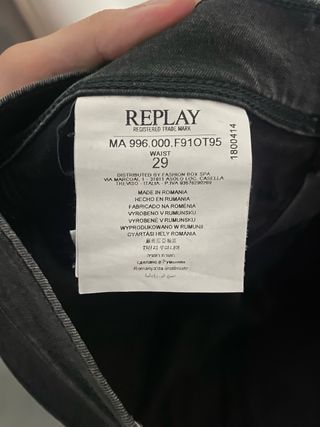 REPLAY
REGISTERED TRADE MARK
MA 996.000.F91OT95
WAIST
29
1800414
DISTRIBUTED BY FASHION BOX SPA
VIA MARCOAI, 1 - 31011 ASOLO LOC. CASELLA
TREVISO - ITALIA - P.IVA
MADE IN ROMANIA
HECHO EN RUMANIA
FABRICADO NA ROMÉNIA
VYROBENO V RUMUNSKU
VYROBENÉ V RUMUNSKU
WYPRODUKOWANO W RUMUNII
GYÁRTÁSI HELY ROMÁNIA